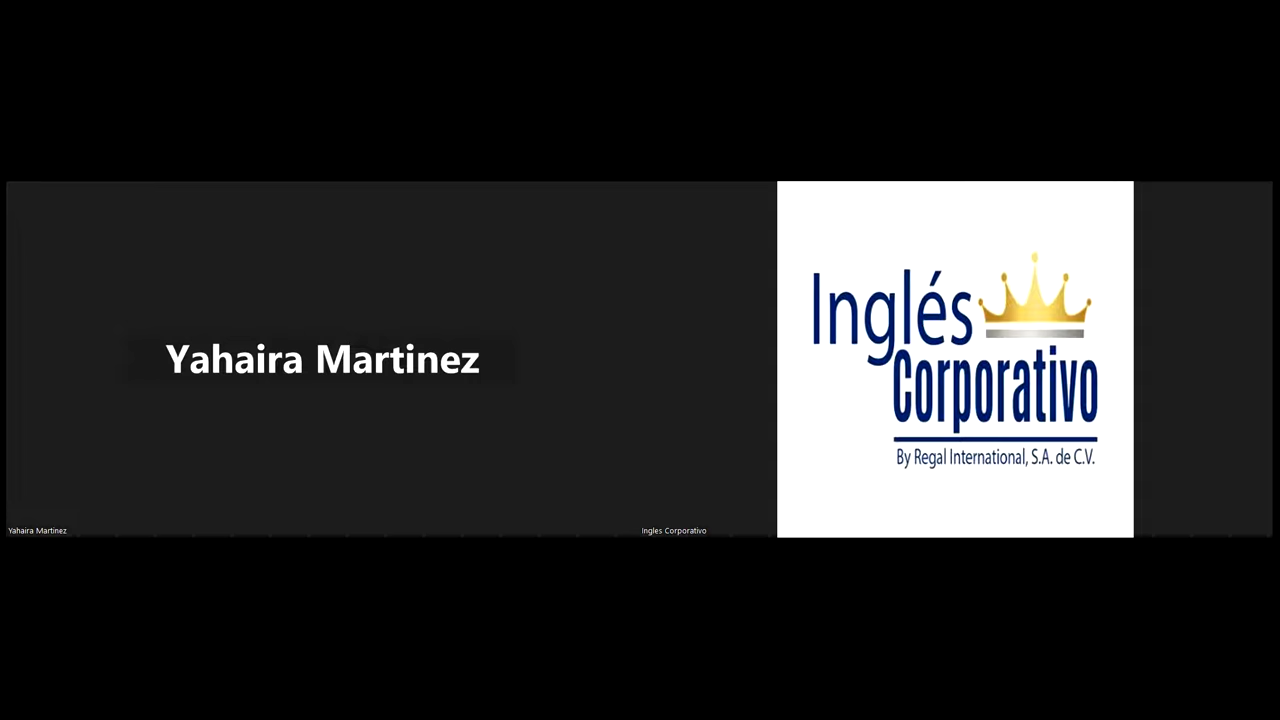 Yahaira Martinez
Inglés
Corporativo
By Regal International, S.A. de C.V.
Yahaira Martinez
Ingles Corporativo